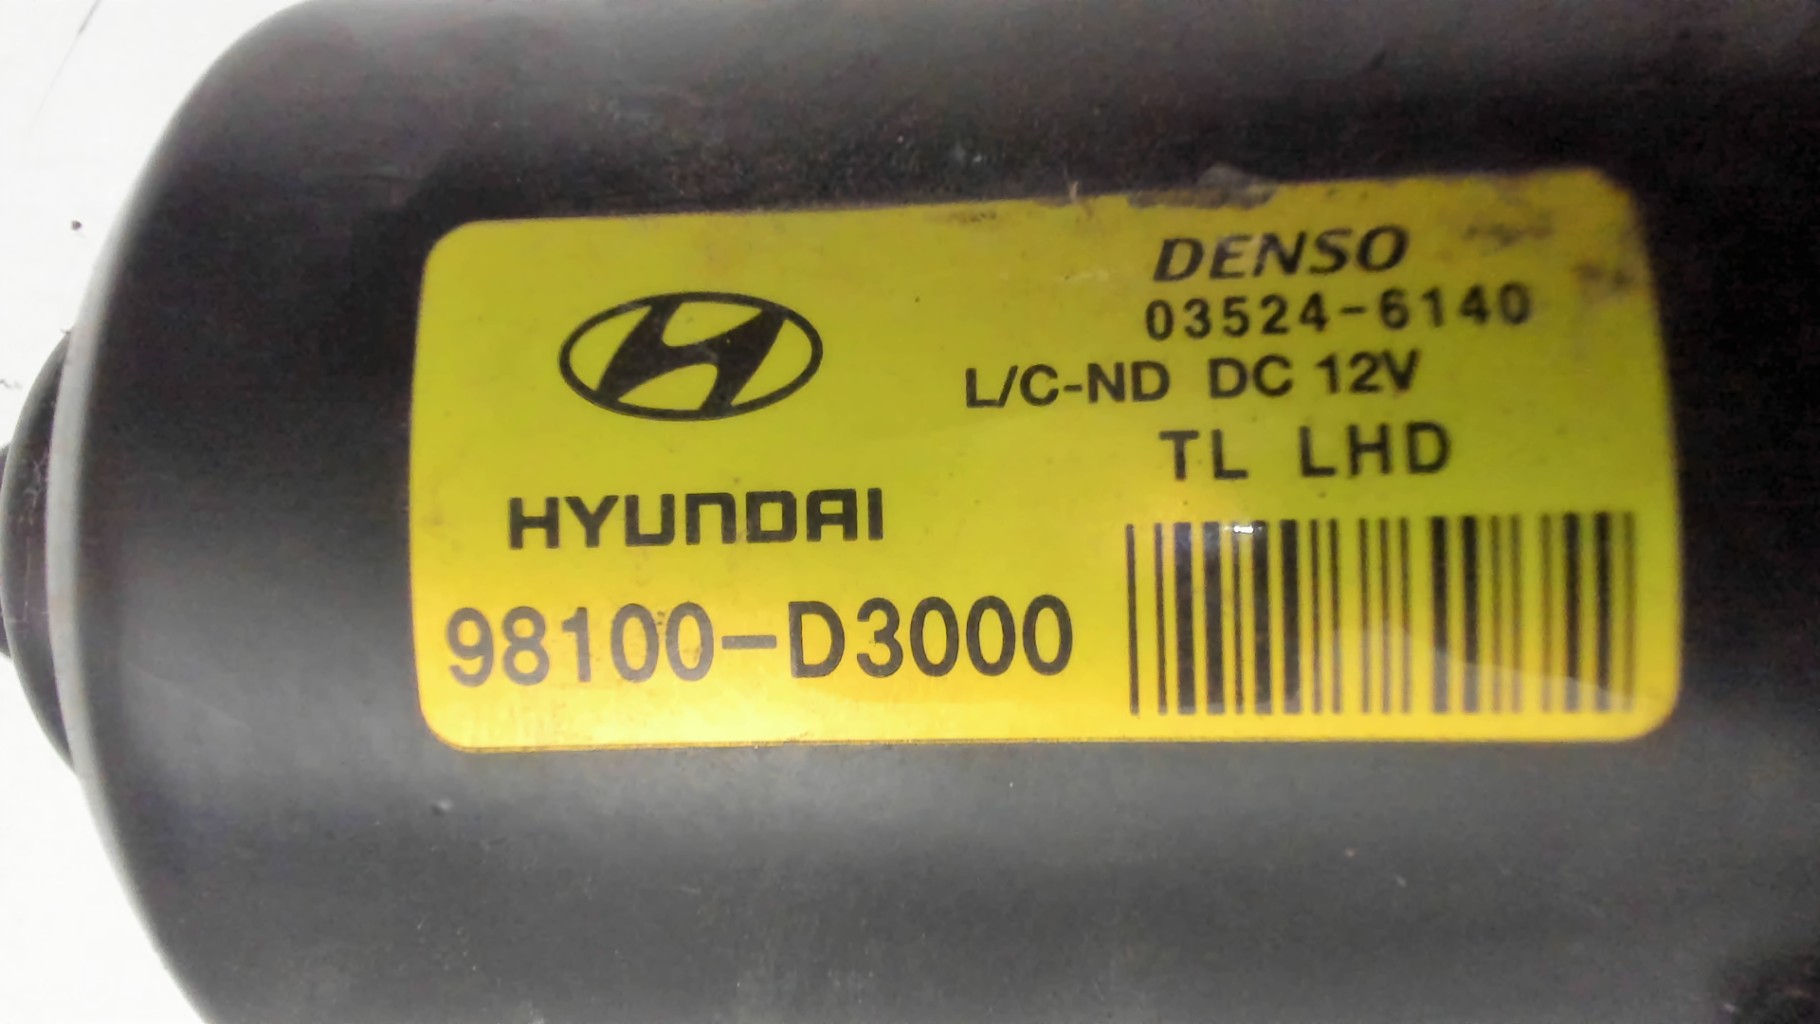 DENSO
03524-6140
L/C-ND DC 12V
TL LHD
HYUNDAI
98100-D3000